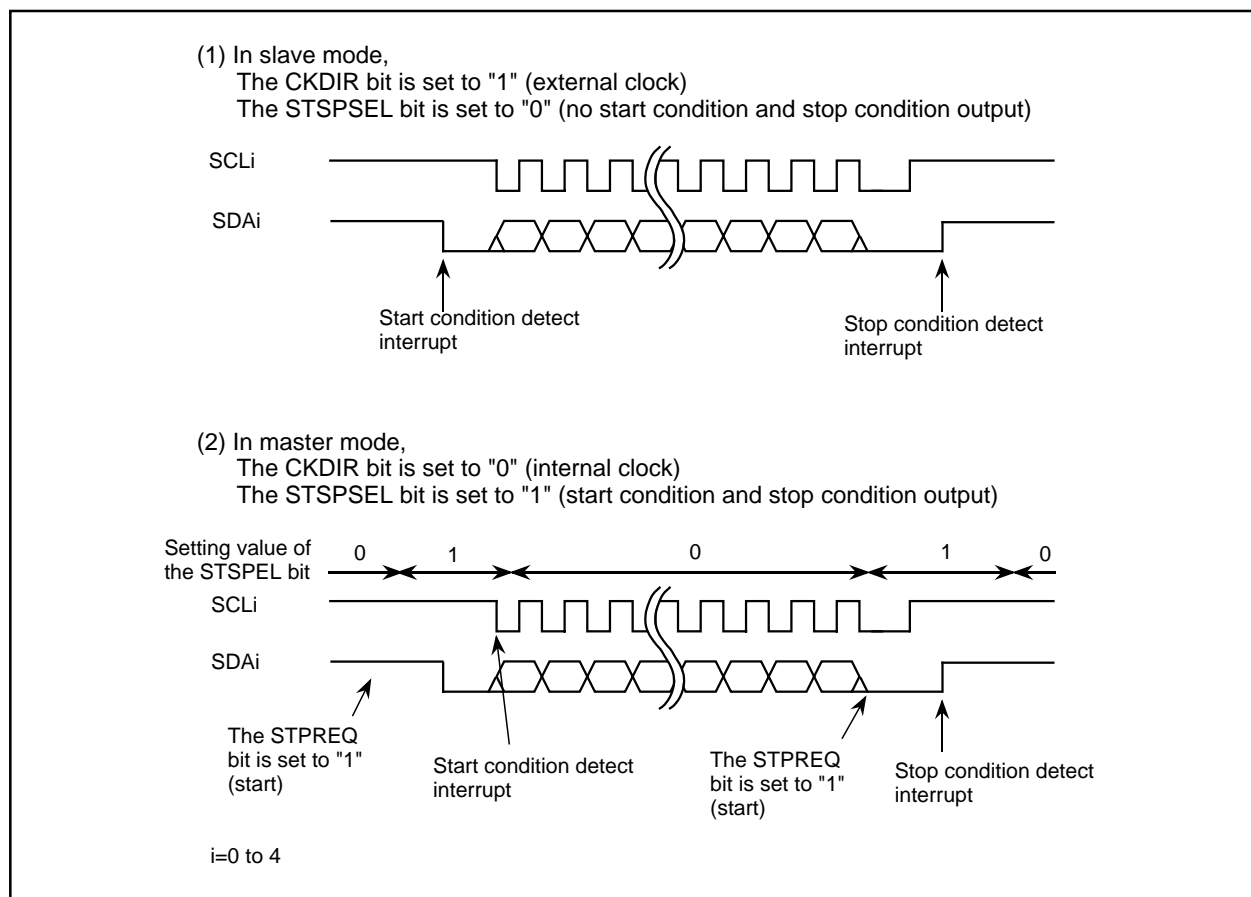 (1) In slave mode,
The CKDIR bit is set to "1" (external clock)
The STSPSEL bit is set to "0" (no start condition and stop condition output)
SCLi
SDAi
Start condition detect
interrupt
Stop condition detect
interrupt
(2) In master mode,
The CKDIR bit is set to "0" (internal clock)
The STSPSEL bit is set to "1" (start condition and stop condition output)
Setting value of
the STSPEL bit
0
1
0
1
0
SCLi
SDAi
The STPREQ
bit is set to "1"
(start)
Start condition detect
interrupt
The STPREQ
bit is set to "1"
(start)
Stop condition detect
interrupt
i=0 to 4